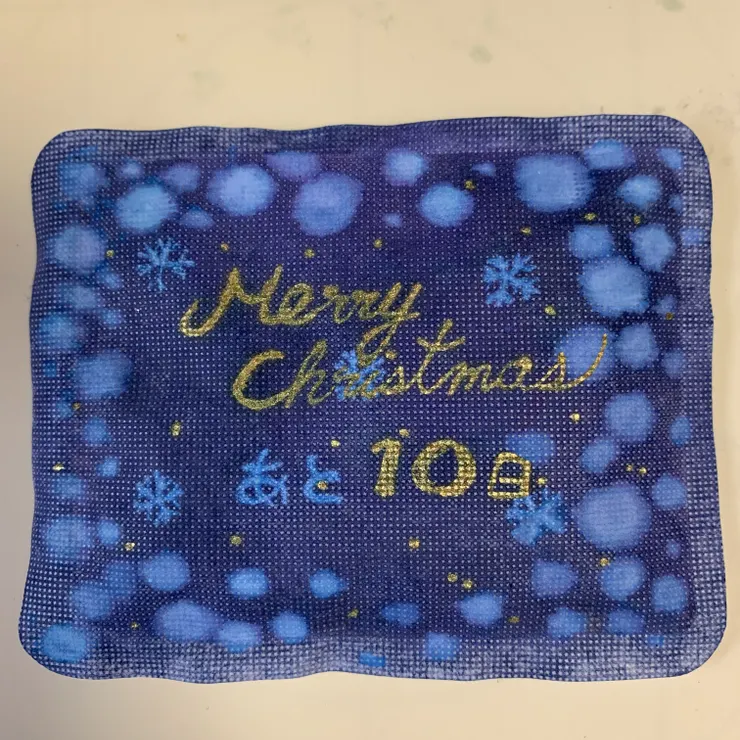 Merry
Christmas
あと10日